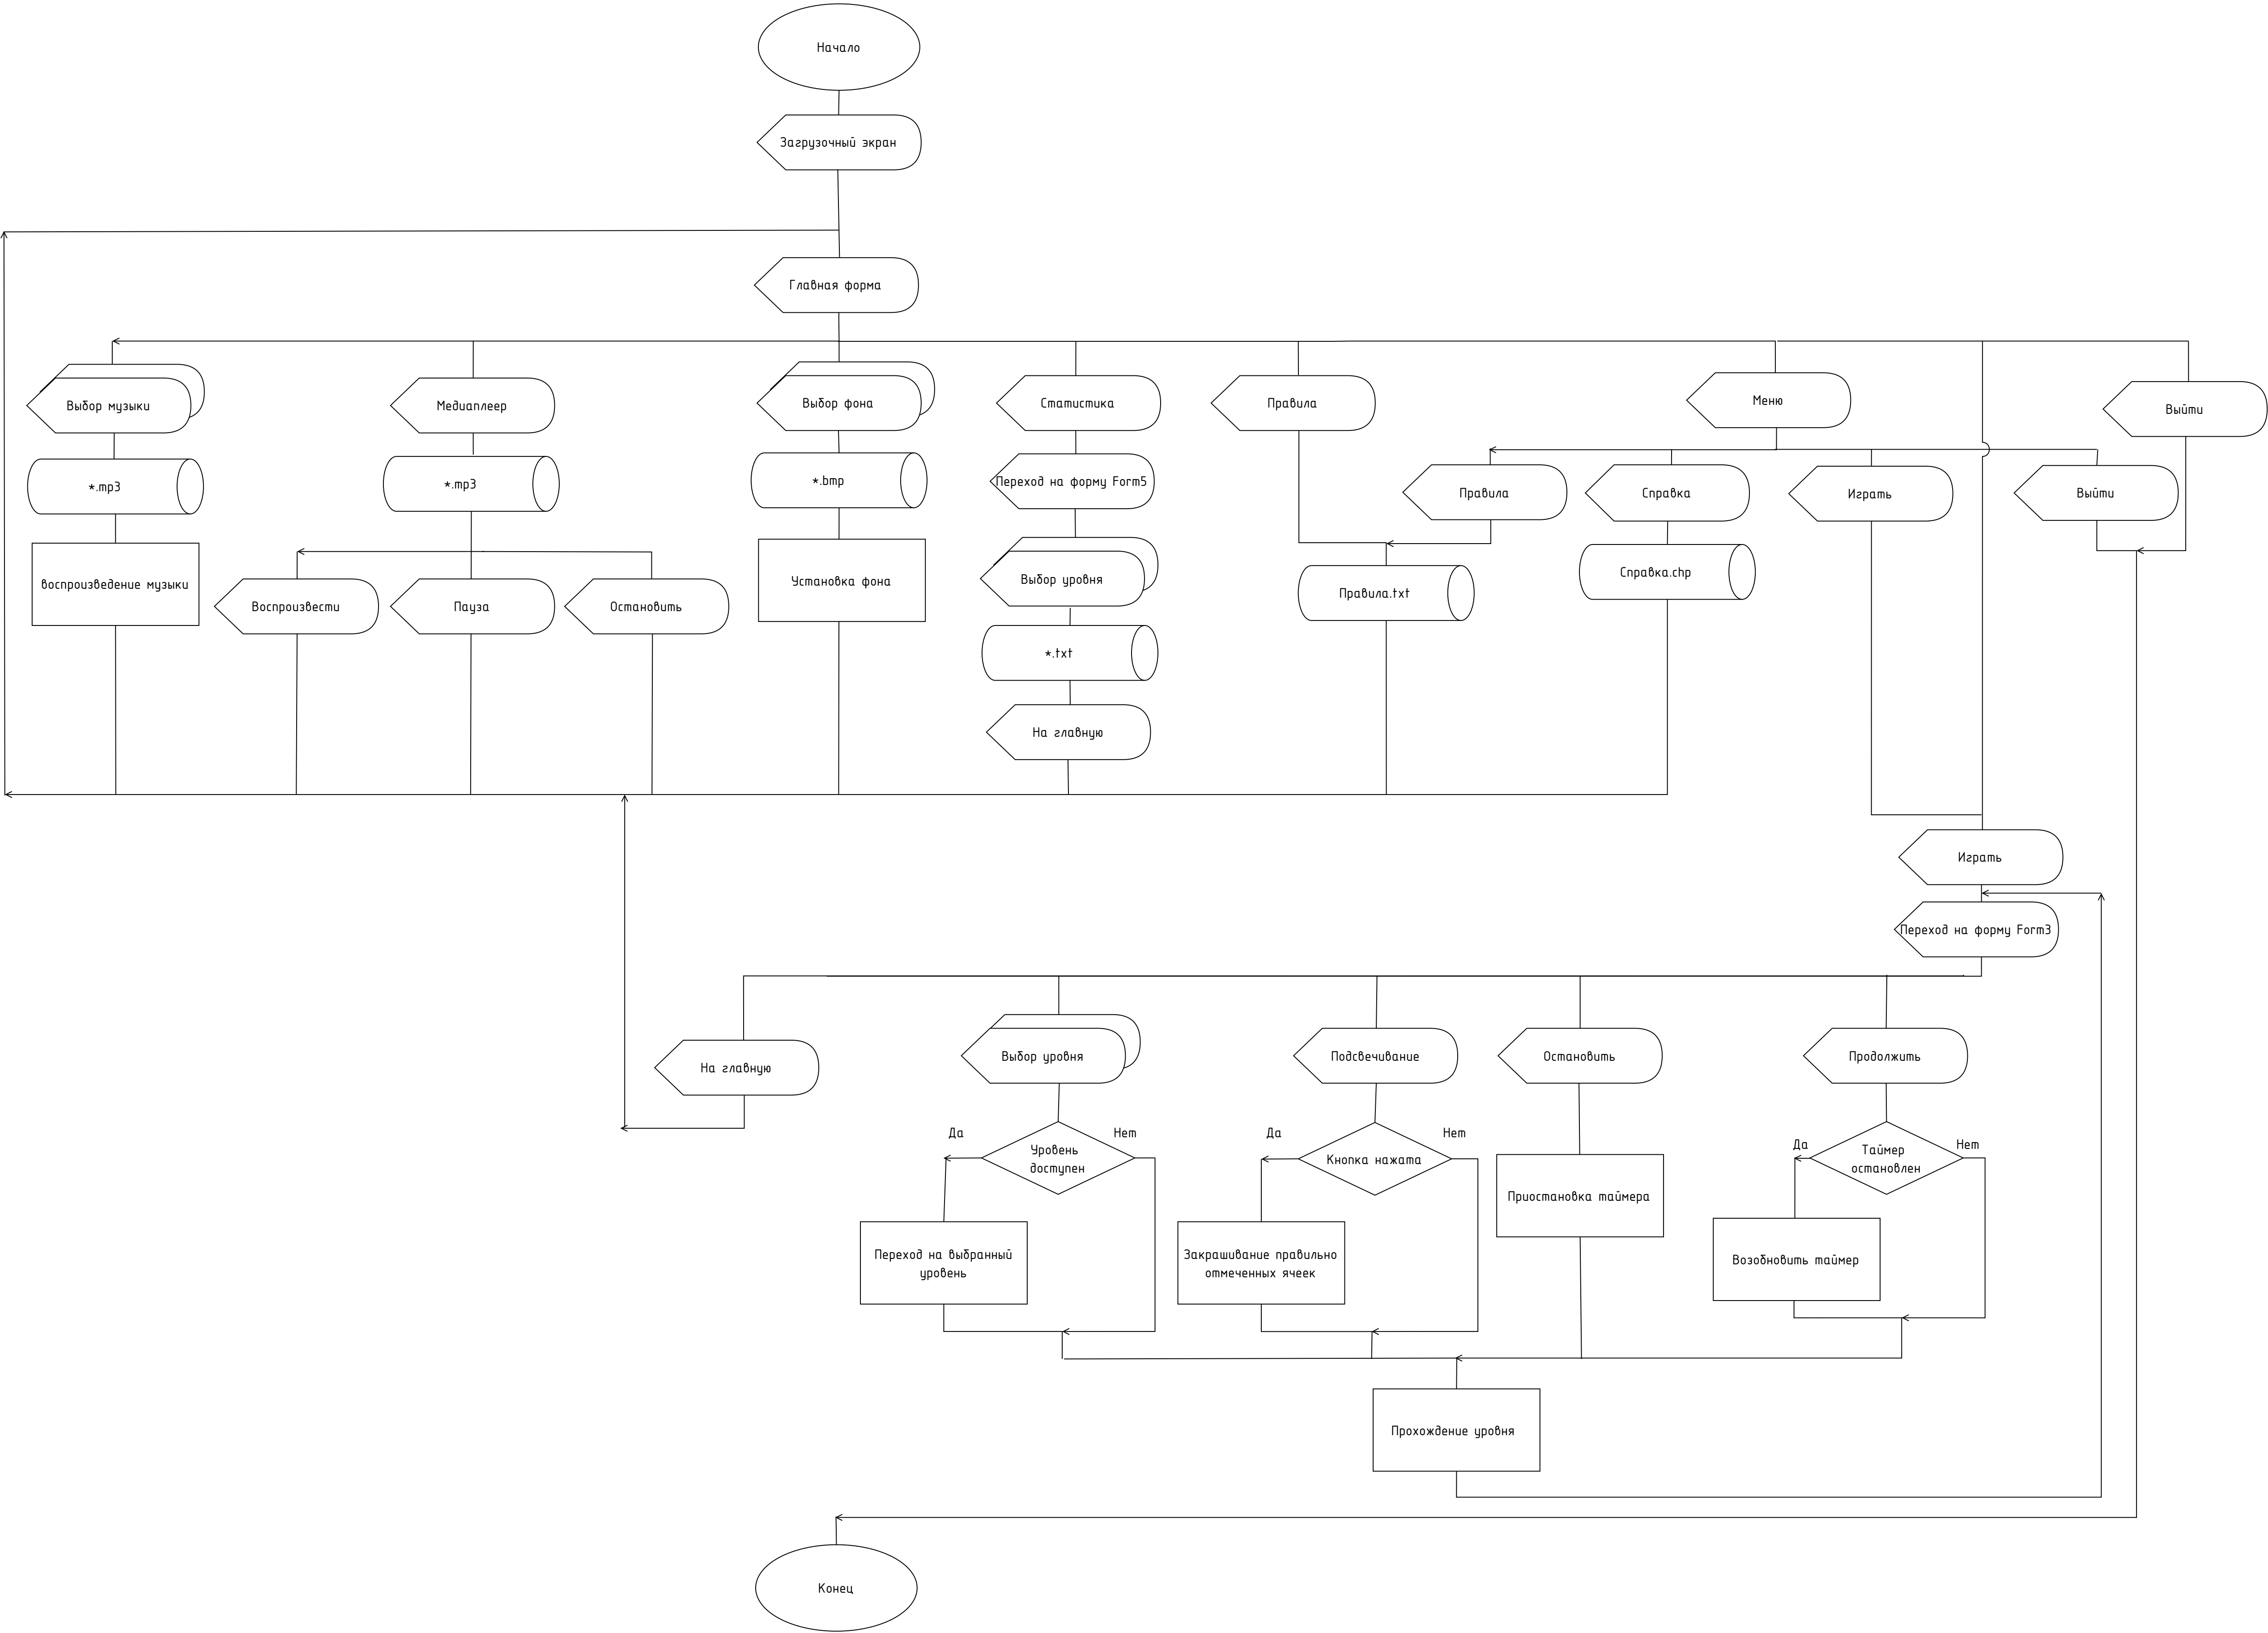 Начало
Загрузочный экран
Главная форма
Выбор музыки
Медиаплеер
Выбор фона
Статистика
Правила
Меню
Выйти
*.mp3
*.mp3
*.bmp
Переход на форму Form5
Правила
Справка
Играть
Выйти
воспроизведение музыки
Воспроизвести
Пауза
Остановить
Установка фона
Выбор уровня
Правила.txt
Справка.chp
*.txt
На главную
Играть
Переход на форму Form3
На главную
Выбор уровня
Подсвечивание
Остановить
Продолжить
Да
Нет
Уровень
доступен
Да
Нет
Кнопка нажата
Да
Нет
Таймер
остановлен
Приостановка таймера
Переход на выбранный
уровень
Закрашивание правильно
отмеченных ячеек
Возобновить таймер
Прохождение уровня
Конец